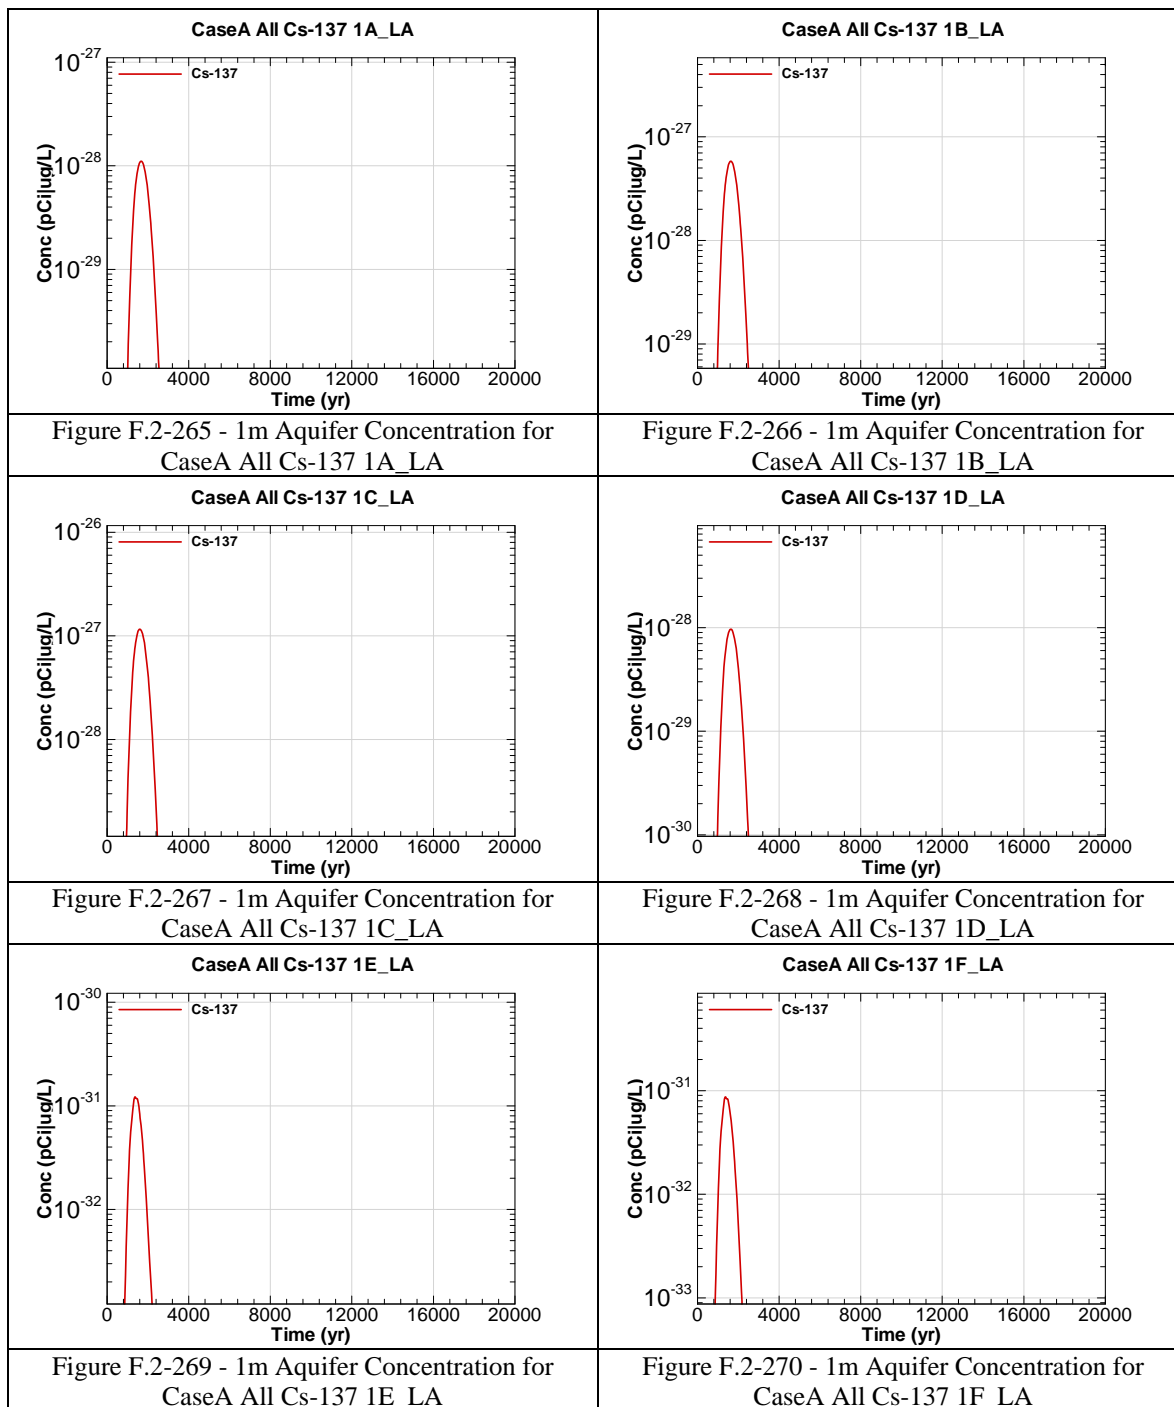 CaseA All Cs-137 1A_LA
10-27
Cs-137
10-28
10-29
Conc (pCi|ug/L)
0 4000 8000 12000 16000 20000
Time (yr)
Figure F.2-265 - 1m Aquifer Concentration for
CaseA All Cs-137 1A_LA
CaseA All Cs-137 1B_LA
Cs-137
10-27
10-28
10-29
Conc (pCi|ug/L)
0 4000 8000 12000 16000 20000
Time (yr)
Figure F.2-266 - 1m Aquifer Concentration for
CaseA All Cs-137 1B_LA
CaseA All Cs-137 1C_LA
10-26
Cs-137
10-27
10-28
Conc (pCi|ug/L)
0 4000 8000 12000 16000 20000
Time (yr)
Figure F.2-267 - 1m Aquifer Concentration for
CaseA All Cs-137 1C_LA
CaseA All Cs-137 1D_LA
Cs-137
10-28
10-29
10-30
Conc (pCi|ug/L)
0 4000 8000 12000 16000 20000
Time (yr)
Figure F.2-268 - 1m Aquifer Concentration for
CaseA All Cs-137 1D_LA
CaseA All Cs-137 1E_LA
10-30
Cs-137
10-31
10-32
Conc (pCi|ug/L)
0 4000 8000 12000 16000 20000
Time (yr)
Figure F.2-269 - 1m Aquifer Concentration for
CaseA All Cs-137 1E_LA
CaseA All Cs-137 1F_LA
Cs-137
10-31
10-32
10-33
Conc (pCi|ug/L)
0 4000 8000 12000 16000 20000
Time (yr)
Figure F.2-270 - 1m Aquifer Concentration for
CaseA All Cs-137 1F_LA